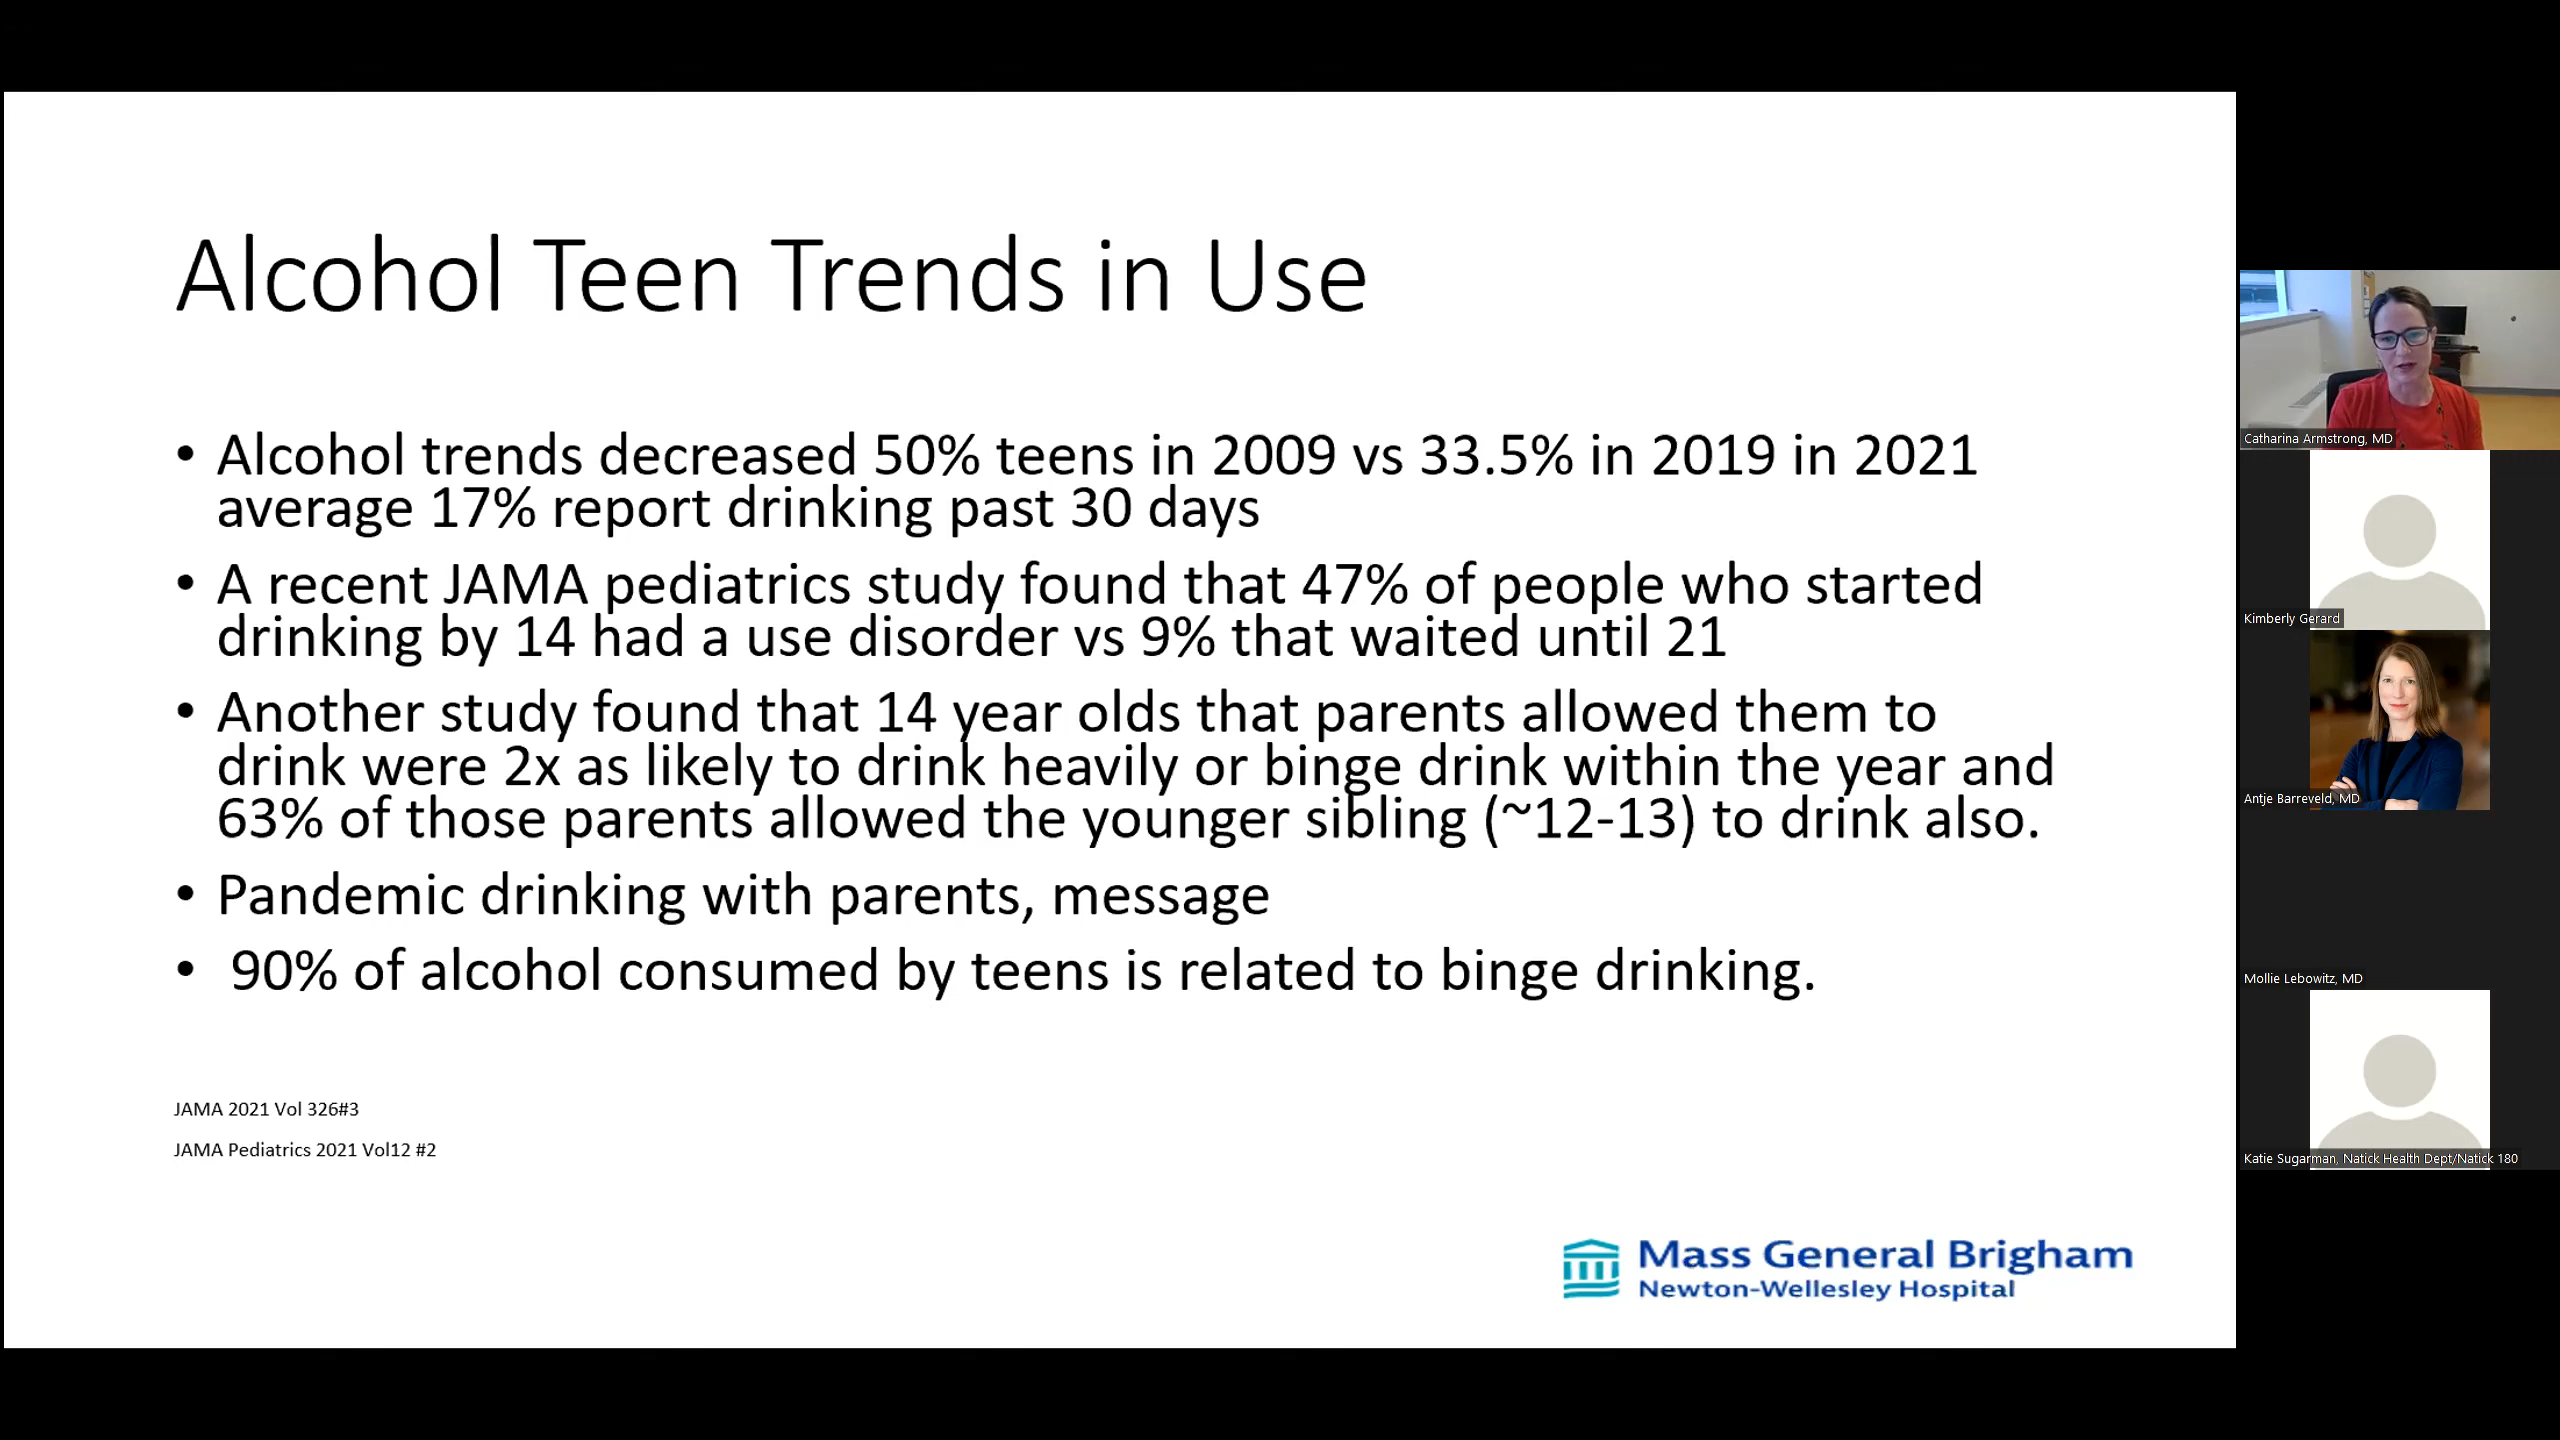 Alcohol Teen Trends in Use
• Alcohol trends decreased 50% teens in 2009 vs 33.5% in 2019 in 2021
average 17% report drinking past 30 days
• A recent JAMA pediatrics study found that 47% of people who started
drinking by 14 had a use disorder vs 9% that waited until 21
• Another study found that 14 year olds that parents allowed them to
drink were 2x as likely to drink heavily or binge drink within the year and
63% of those parents allowed the younger sibling (~12-13) to drink also.
• Pandemic drinking with parents, message
• 90% of alcohol consumed by teens is related to binge drinking.
JAMA 2021 Vol 326#3
JAMA Pediatrics 2021 Vol12 #2
Mass General Brigham
Newton-Wellesley Hospital
Catharina Armstrong, MD
Kimberly Gerard
Antje Barreveld, MD
Mollie Lebowitz, MD
Katie Sugarman, Natick Health Dept/Natick 180